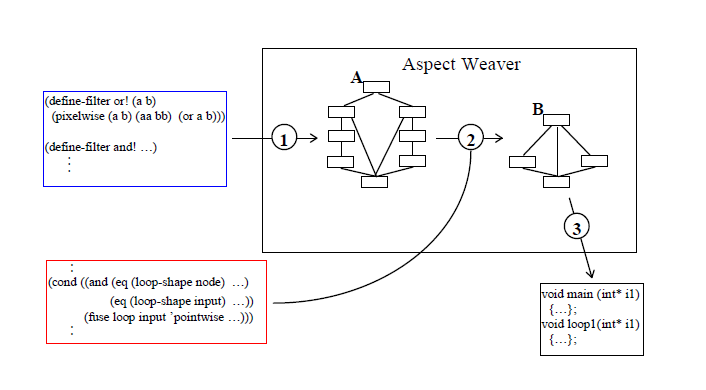 Aspect Weaver
A
(define-filter or! (a b)
(pixelwise (a b) (aa bb) (or a b)))
(define-filter and! …)
⋮
1
2
B
3
⋮
(cond ((and (eq (loop-shape node) …)
(eq (loop-shape input) …))
(fuse loop input ’pointwise …)))
⋮
void main (int* i1)
{…};
void loop1(int* i1)
{…};